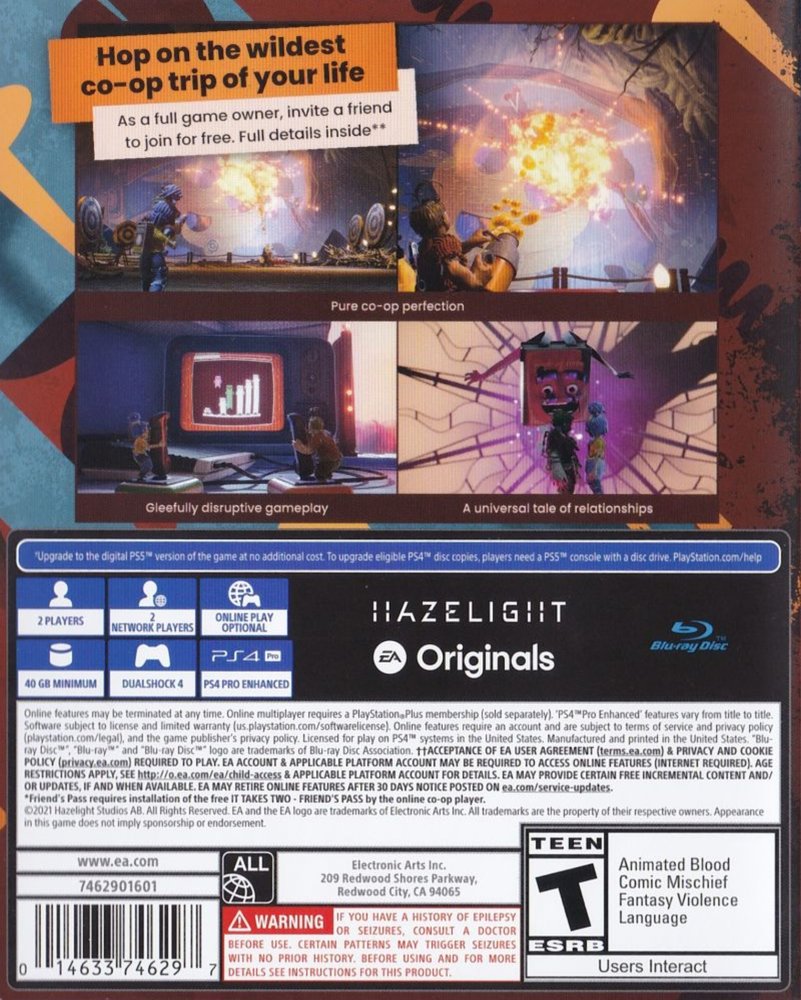 Hop on the wildest
co-op trip of your life
As a full game owner, invite a friend
to join for free. Full details inside**
Pure co-op perfection
Gleefully disruptive gameplay
A universal tale of relationships
*Upgrade to the digital PS5™ version of the game at no additional cost. To upgrade eligible PS4™ disc copies, players need a PS5™ console with a disc drive. PlayStation.com/help
2 PLAYERS
2
NETWORK PLAYERS
ONLINE PLAY
OPTIONAL
40 GB MINIMUM
DUALSHOCK 4
PS4 Pro
PS4 PRO ENHANCED
HAZELIGHT
EA Originals
Blu-ray Disc™
Online features may be terminated at any time. Online multiplayer requires a PlayStation®Plus membership (sold separately). 'PS4™Pro Enhanced' features vary from title to title.
Software subject to license and limited warranty (us.playstation.com/softwarelicense). Online features require an account and are subject to terms of service and privacy policy
(playstation.com/legal), and the game publisher's privacy policy. Licensed for play on PS4™ systems in the United States. Manufactured and printed in the United States. "Blu-
ray Disc™", "Blu-ray™" and "Blu-ray Disc™" logo are trademarks of Blu-ray Disc Association. ††ACCEPTANCE OF EA USER AGREEMENT (terms.ea.com) & PRIVACY AND COOKIE
POLICY (privacy.ea.com) REQUIRED TO PLAY. EA ACCOUNT & APPLICABLE PLATFORM ACCOUNT MAY BE REQUIRED TO ACCESS ONLINE FEATURES (INTERNET REQUIRED). AGE
RESTRICTIONS APPLY, SEE http://o.ea.com/ea/child-access & APPLICABLE PLATFORM ACCOUNT FOR DETAILS. EA MAY PROVIDE CERTAIN FREE INCREMENTAL CONTENT AND/
OR UPDATES, IF AND WHEN AVAILABLE. EA MAY RETIRE ONLINE FEATURES AFTER 30 DAYS NOTICE POSTED ON ea.com/service-updates.
*Friend's Pass requires installation of the free IT TAKES TWO - FRIEND'S PASS by the online co-op player.
©2021 Hazelight Studios AB. All Rights Reserved. EA and the EA logo are trademarks of Electronic Arts Inc. All trademarks are the property of their respective owners. Appearance
in this game does not imply sponsorship or endorsement.
www.ea.com
7462901601
ALL
Electronic Arts Inc.
209 Redwood Shores Parkway,
Redwood City, CA 94065
WARNING
IF YOU HAVE A HISTORY OF EPILEPSY
OR SEIZURES, CONSULT A DOCTOR
BEFORE USE. CERTAIN PATTERNS MAY TRIGGER SEIZURES
WITH NO PRIOR HISTORY. BEFORE USING AND FOR MORE
DETAILS SEE INSTRUCTIONS FOR THIS PRODUCT.
0 14633 74629 7
TEEN
T
ESRB
Animated Blood
Comic Mischief
Fantasy Violence
Language
Users Interact